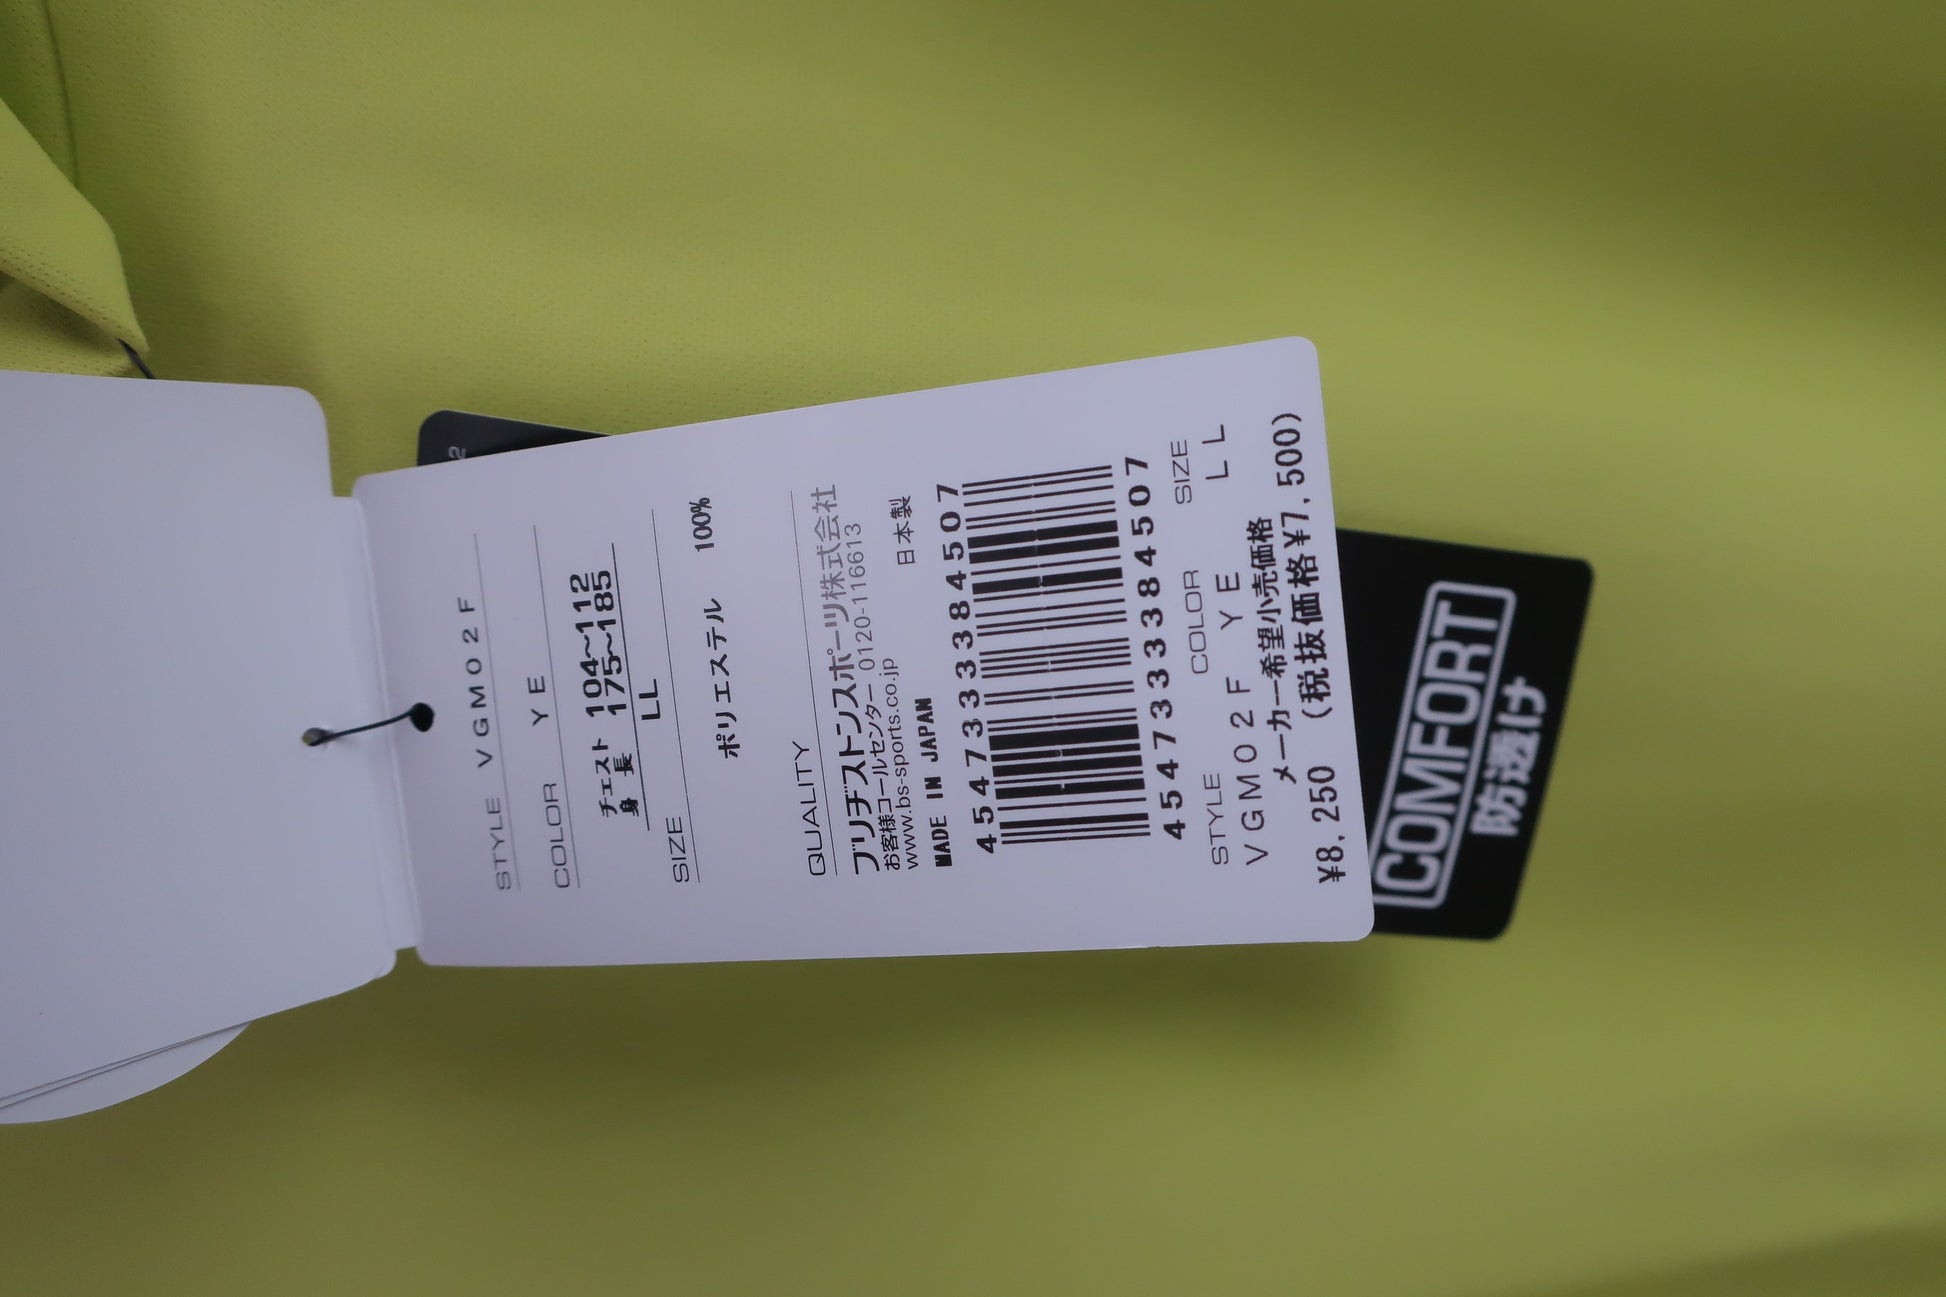 STYLE VGM02F
COLOR YE
チェスト 104~112
身長 175~185
SIZE LL
ポリエステル 100%
QUALITY
ブリヂストンスポーツ株式会社
お客様コールセンター 0120-116613
www.bs-sports.co.jp
日本製
MADE IN JAPAN
4547333384507
4547333384507
STYLE COLOR SIZE
VGM02F YE LL
メーカー希望小売価格
¥8,250 (税抜価格¥7,500)
COMFORT
防透け
2